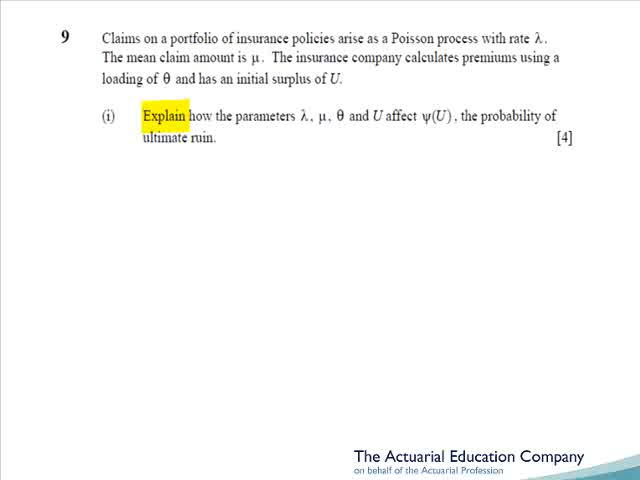 9 Claims on a portfolio of insurance policies arise as a Poisson process with rate λ.
The mean claim amount is μ. The insurance company calculates premiums using a
loading of θ and has an initial surplus of U.
(i) Explain how the parameters λ, μ, θ and U affect ψ(U), the probability of
ultimate ruin. [4]
The Actuarial Education Company
on behalf of the Actuarial Profession